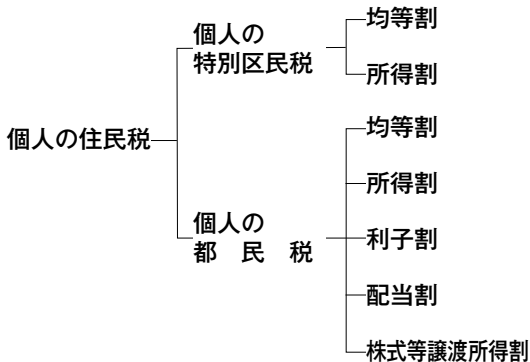 個人の住民税
個人の
特別区民税
均等割
所得割
個人の
都　民　税
均等割
所得割
利子割
配当割
株式等譲渡所得割